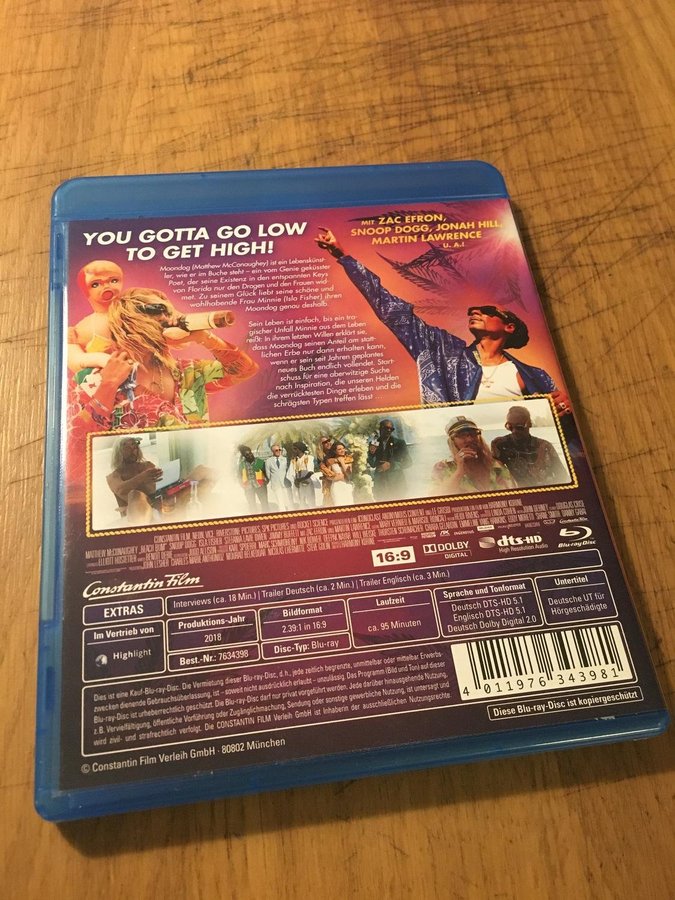 YOU GOTTA GO LOW
TO GET HIGH!
MIT ZAC EFRON,
SNOOP DOGG, JONAH HILL,
MARTIN LAWRENCE
U. A.!
Moondog (Matthew McConaughey) ist ein Lebenskünst-
ler, wie er im Buche steht – ein vom Genie geküsster
Poet, der seine Existenz in den entspannten Keys
von Florida nur den Drogen und den Frauen wid-
met. Zu seinem Glück liebt seine schöne und
wohlhabende Frau Minnie (Isla Fisher) ihren
Moondog genau deshalb.
Sein Leben ist einfach, bis ein tra-
gischer Unfall Minnie aus dem Leben
reißt: In ihrem letzten Willen erklärt sie,
dass Moondog seinen Anteil am statt-
lichen Erbe nur dann erhalten kann,
wenn er sein seit Jahren geplantes
neues Buch endlich vollendet. Start-
schuss für eine aberwitzige Suche
nach Inspiration, die unseren Helden
die verrücktesten Dinge erleben und die
schrägsten Typen treffen lässt ...
MATTHEW McCONAUGHEY „BEACH BUM“ SNOOP DOGG ISLA FISHER
16:9
DOLBY
DIGITAL
dts-HD
High Resolution Audio
Blu-ray Disc
Constantin Film
EXTRAS
Interviews (ca. 18 Min.) | Trailer Deutsch (ca. 2 Min.) | Trailer Englisch (ca. 3 Min.)
Im Vertrieb von
Highlight
Produktions-Jahr
2018
Best.-Nr.: 7634398
Bildformat
2.39:1 in 16:9
Disc-Typ: Blu-ray
Laufzeit
ca. 95 Minuten
Sprache und Tonformat
Deutsch DTS-HD 5.1
Englisch DTS-HD 5.1
Deutsch Dolby Digital 2.0
Untertitel
Deutsche UT für
Hörgeschädigte
Dies ist eine Kauf-Blu-ray-Disc. Die Vermietung dieser Blu-ray-Disc, d. h., jede zeitlich begrenzte, unmittelbar oder mittelbar Erwerbs-
zwecken dienende Gebrauchsüberlassung, ist – soweit nicht ausdrücklich erlaubt – unzulässig. Das Programm (Bild und Ton) auf dieser
Blu-ray-Disc ist urheberrechtlich geschützt. Die Blu-ray-Disc darf nur privat vorgeführt werden. Jede darüber hinausgehende Nutzung,
z. B. Vervielfältigung, öffentliche Vorführung oder Zugänglichmachung, Sendung oder sonstige gewerbliche Nutzung, ist untersagt und
wird zivil- und strafrechtlich verfolgt. Die CONSTANTIN FILM Verleih GmbH ist Inhaberin der ausschließlichen Nutzungsrechte.
4 011976 343981
Diese Blu-ray-Disc ist kopiergeschützt
© Constantin Film Verleih GmbH · 80802 München